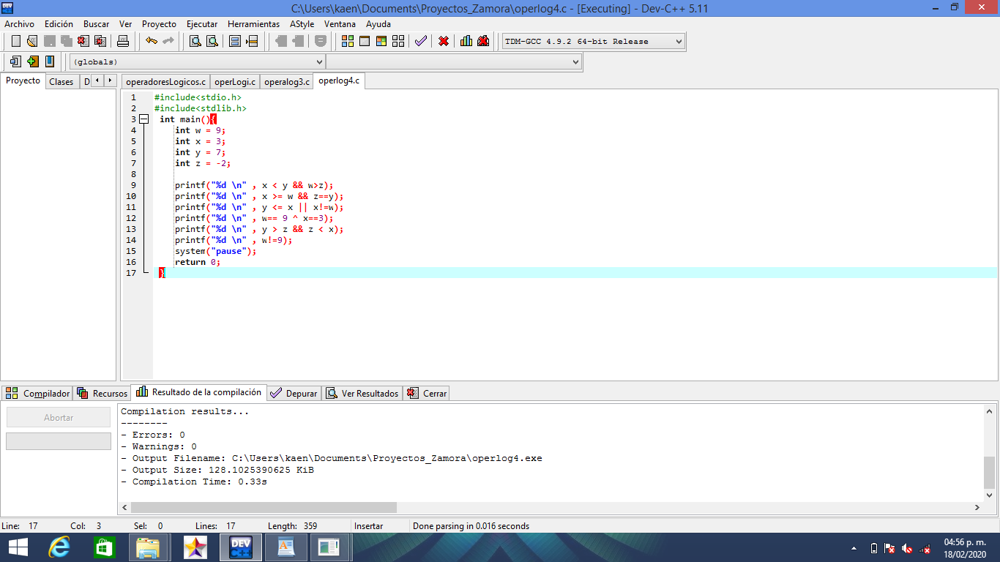 C:\Users\kaen\Documents\Proyectos_Zamora\operlog4.c - [Executing] - Dev-C++ 5.11
Archivo Edición Buscar Ver Proyecto Ejecutar Herramientas AStyle Ventana Ayuda
TDM-GCC 4.9.2 64-bit Release
(globals)
Proyecto Clases D
operadoresLogicos.c operLogi.c operalog3.c operlog4.c
1 #include<stdio.h>
2 #include<stdlib.h>
3 int main(){
4 int w = 9;
5 int x = 3;
6 int y = 7;
7 int z = -2;
8
9 printf("%d \n" , x < y && w>z);
10 printf("%d \n" , x >= w && z==y);
11 printf("%d \n" , y <= x || x!=w);
12 printf("%d \n" , w== 9 ^ x==3);
13 printf("%d \n" , y > z && z < x);
14 printf("%d \n" , w!=9);
15 system("pause");
16 return 0;
17 }
Compilador Recursos Resultado de la compilación Depurar Ver Resultados Cerrar
Abortar
Compilation results...
--------
- Errors: 0
- Warnings: 0
- Output Filename: C:\Users\kaen\Documents\Proyectos_Zamora\operlog4.exe
- Output Size: 128.1025390625 KiB
- Compilation Time: 0.33s
Line: 17 Col: 3 Sel: 0 Lines: 17 Length: 359 Insertar Done parsing in 0.016 seconds
DEV C++
04:56 p. m.
18/02/2020